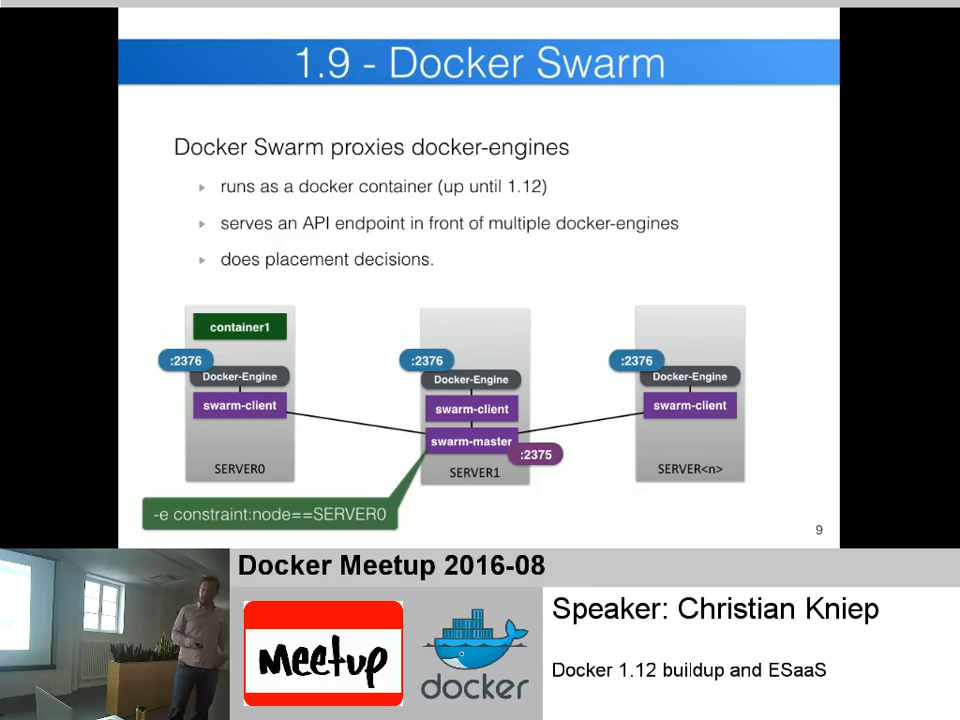 1.9 - Docker Swarm
Docker Swarm proxies docker-engines
runs as a docker container (up until 1.12)
serves an API endpoint in front of multiple docker-engines
does placement decisions.
container1
:2376
Docker-Engine
swarm-client
SERVER0
:2376
Docker-Engine
swarm-client
swarm-master
:2375
SERVER1
:2376
Docker-Engine
swarm-client
SERVER<n>
-e constraint:node==SERVER0
9
Docker Meetup 2016-08
Meetup
docker
Speaker: Christian Kniep
Docker 1.12 buildup and ESaaS